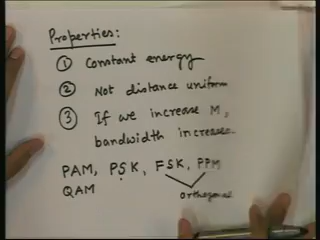 Properties:
① Constant energy
② Not distance uniform
③ If we increase M,
bandwidth increases.
PAM, PSK, FSK, PPM
QAM
orthogonal